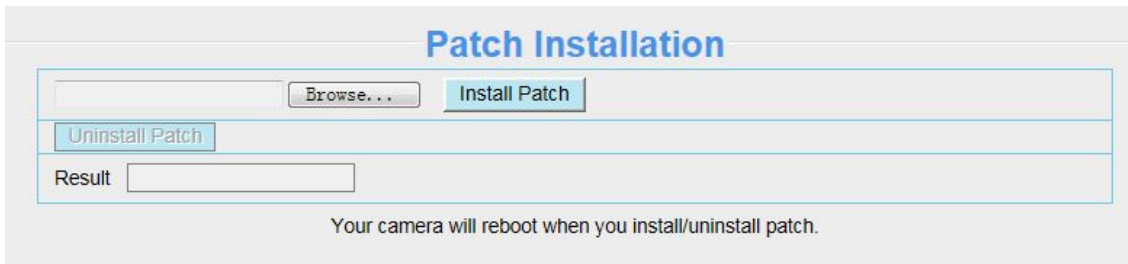 Patch Installation
Browse... Install Patch
Uninstall Patch
Result
Your camera will reboot when you install/uninstall patch.